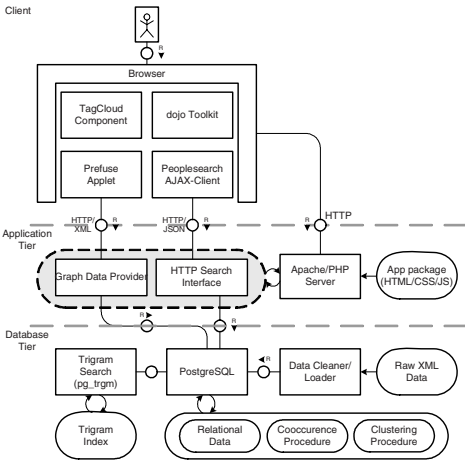 Client
R
Browser
TagCloud
Component
dojo Toolkit
Prefuse
Applet
Peoplesearch
AJAX-Client
HTTP/
XML
R
HTTP/
JSON
R
R
HTTP
Application
Tier
Graph Data Provider
HTTP Search
Interface
Apache/PHP
Server
App package
(HTML/CSS/JS)
R
R
Database
Tier
Trigram
Search
(pg_trgm)
PostgreSQL
R
Data Cleaner/
Loader
Raw XML
Data
Trigram
Index
Relational
Data
Cooccurence
Procedure
Clustering
Procedure